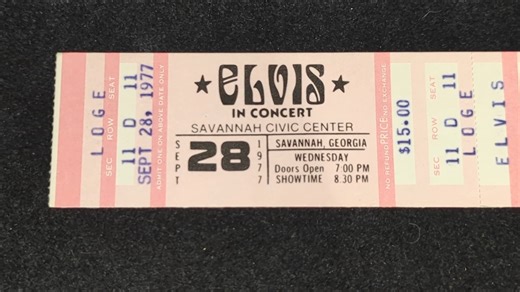 SEC ROW SEAT
LOGE 11 D 11
SEPT 28, 1977
ADMIT ONE ON ABOVE DATE ONLY
★ ELVIS ★
IN CONCERT
SAVANNAH CIVIC CENTER
SEPT 28 1977
SAVANNAH, GEORGIA
WEDNESDAY
Doors Open 7:00 PM
SHOWTIME 8:30 PM
NO REFUND PRICE NO EXCHANGE
$15.00
SEC ROW SEAT
LOGE 11 D 11
ELVIS